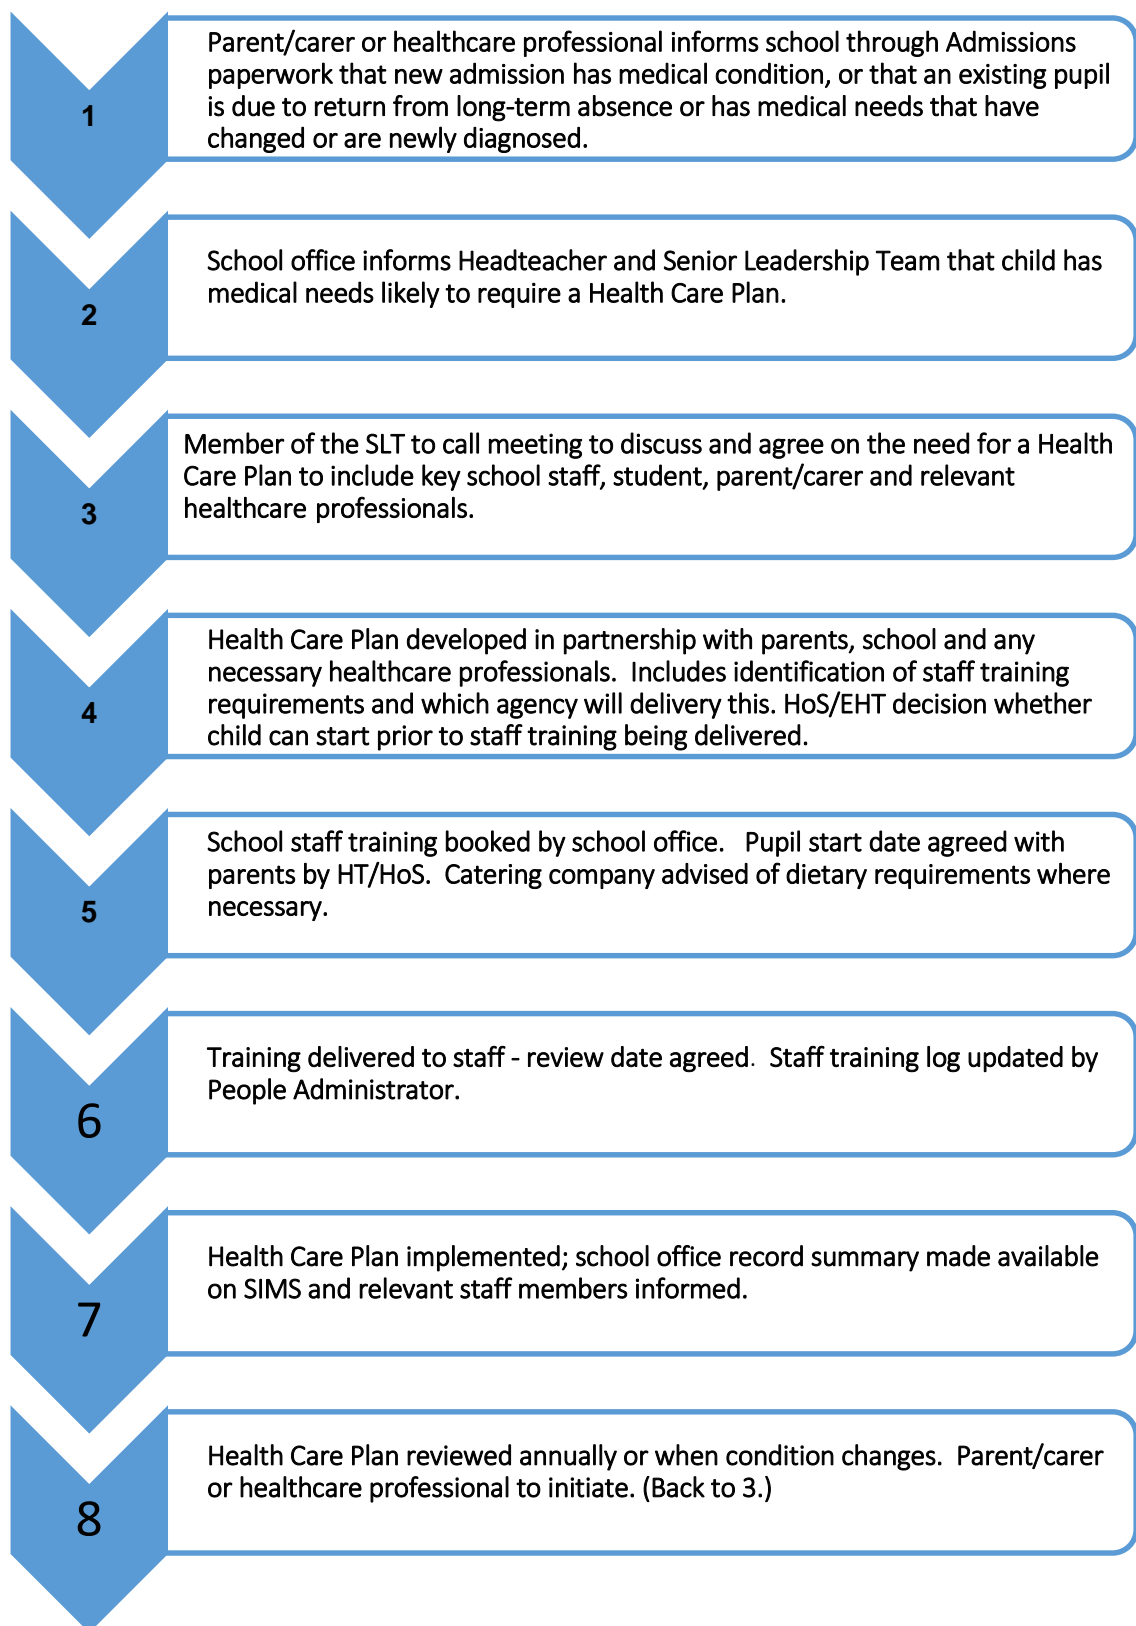 1
Parent/carer or healthcare professional informs school through Admissions
paperwork that new admission has medical condition, or that an existing pupil
is due to return from long-term absence or has medical needs that have
changed or are newly diagnosed.
2
School office informs Headteacher and Senior Leadership Team that child has
medical needs likely to require a Health Care Plan.
3
Member of the SLT to call meeting to discuss and agree on the need for a Health
Care Plan to include key school staff, student, parent/carer and relevant
healthcare professionals.
4
Health Care Plan developed in partnership with parents, school and any
necessary healthcare professionals.  Includes identification of staff training
requirements and which agency will delivery this. HoS/EHT decision whether
child can start prior to staff training being delivered.
5
School staff training booked by school office.   Pupil start date agreed with
parents by HT/HoS.  Catering company advised of dietary requirements where
necessary.
6
Training delivered to staff - review date agreed.  Staff training log updated by
People Administrator.
7
Health Care Plan implemented; school office record summary made available
on SIMS and relevant staff members informed.
8
Health Care Plan reviewed annually or when condition changes.  Parent/carer
or healthcare professional to initiate. (Back to 3.)